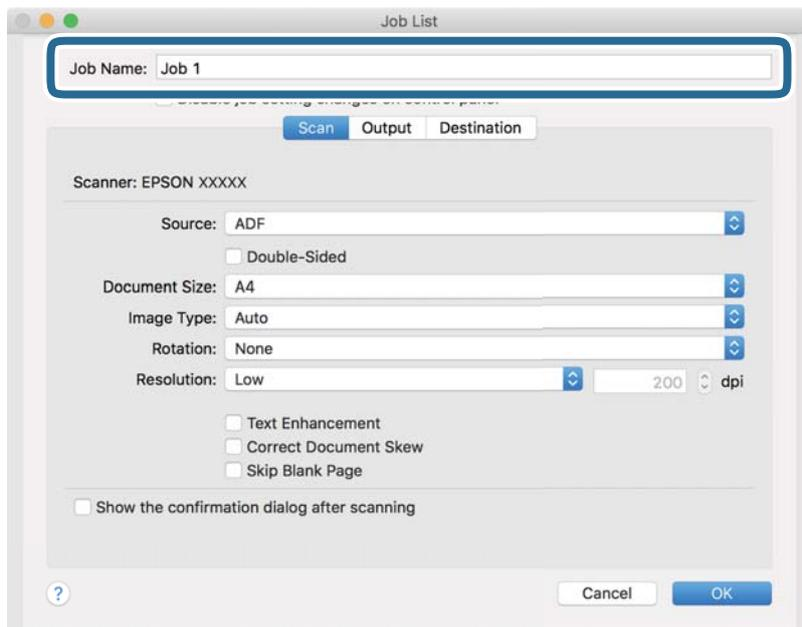 Job List
Job Name: Job 1
Scan Output Destination
Scanner: EPSON XXXXX
Source: ADF
Double-Sided
Document Size: A4
Image Type: Auto
Rotation: None
Resolution: Low 200 dpi
Text Enhancement
Correct Document Skew
Skip Blank Page
Show the confirmation dialog after scanning
? Cancel OK